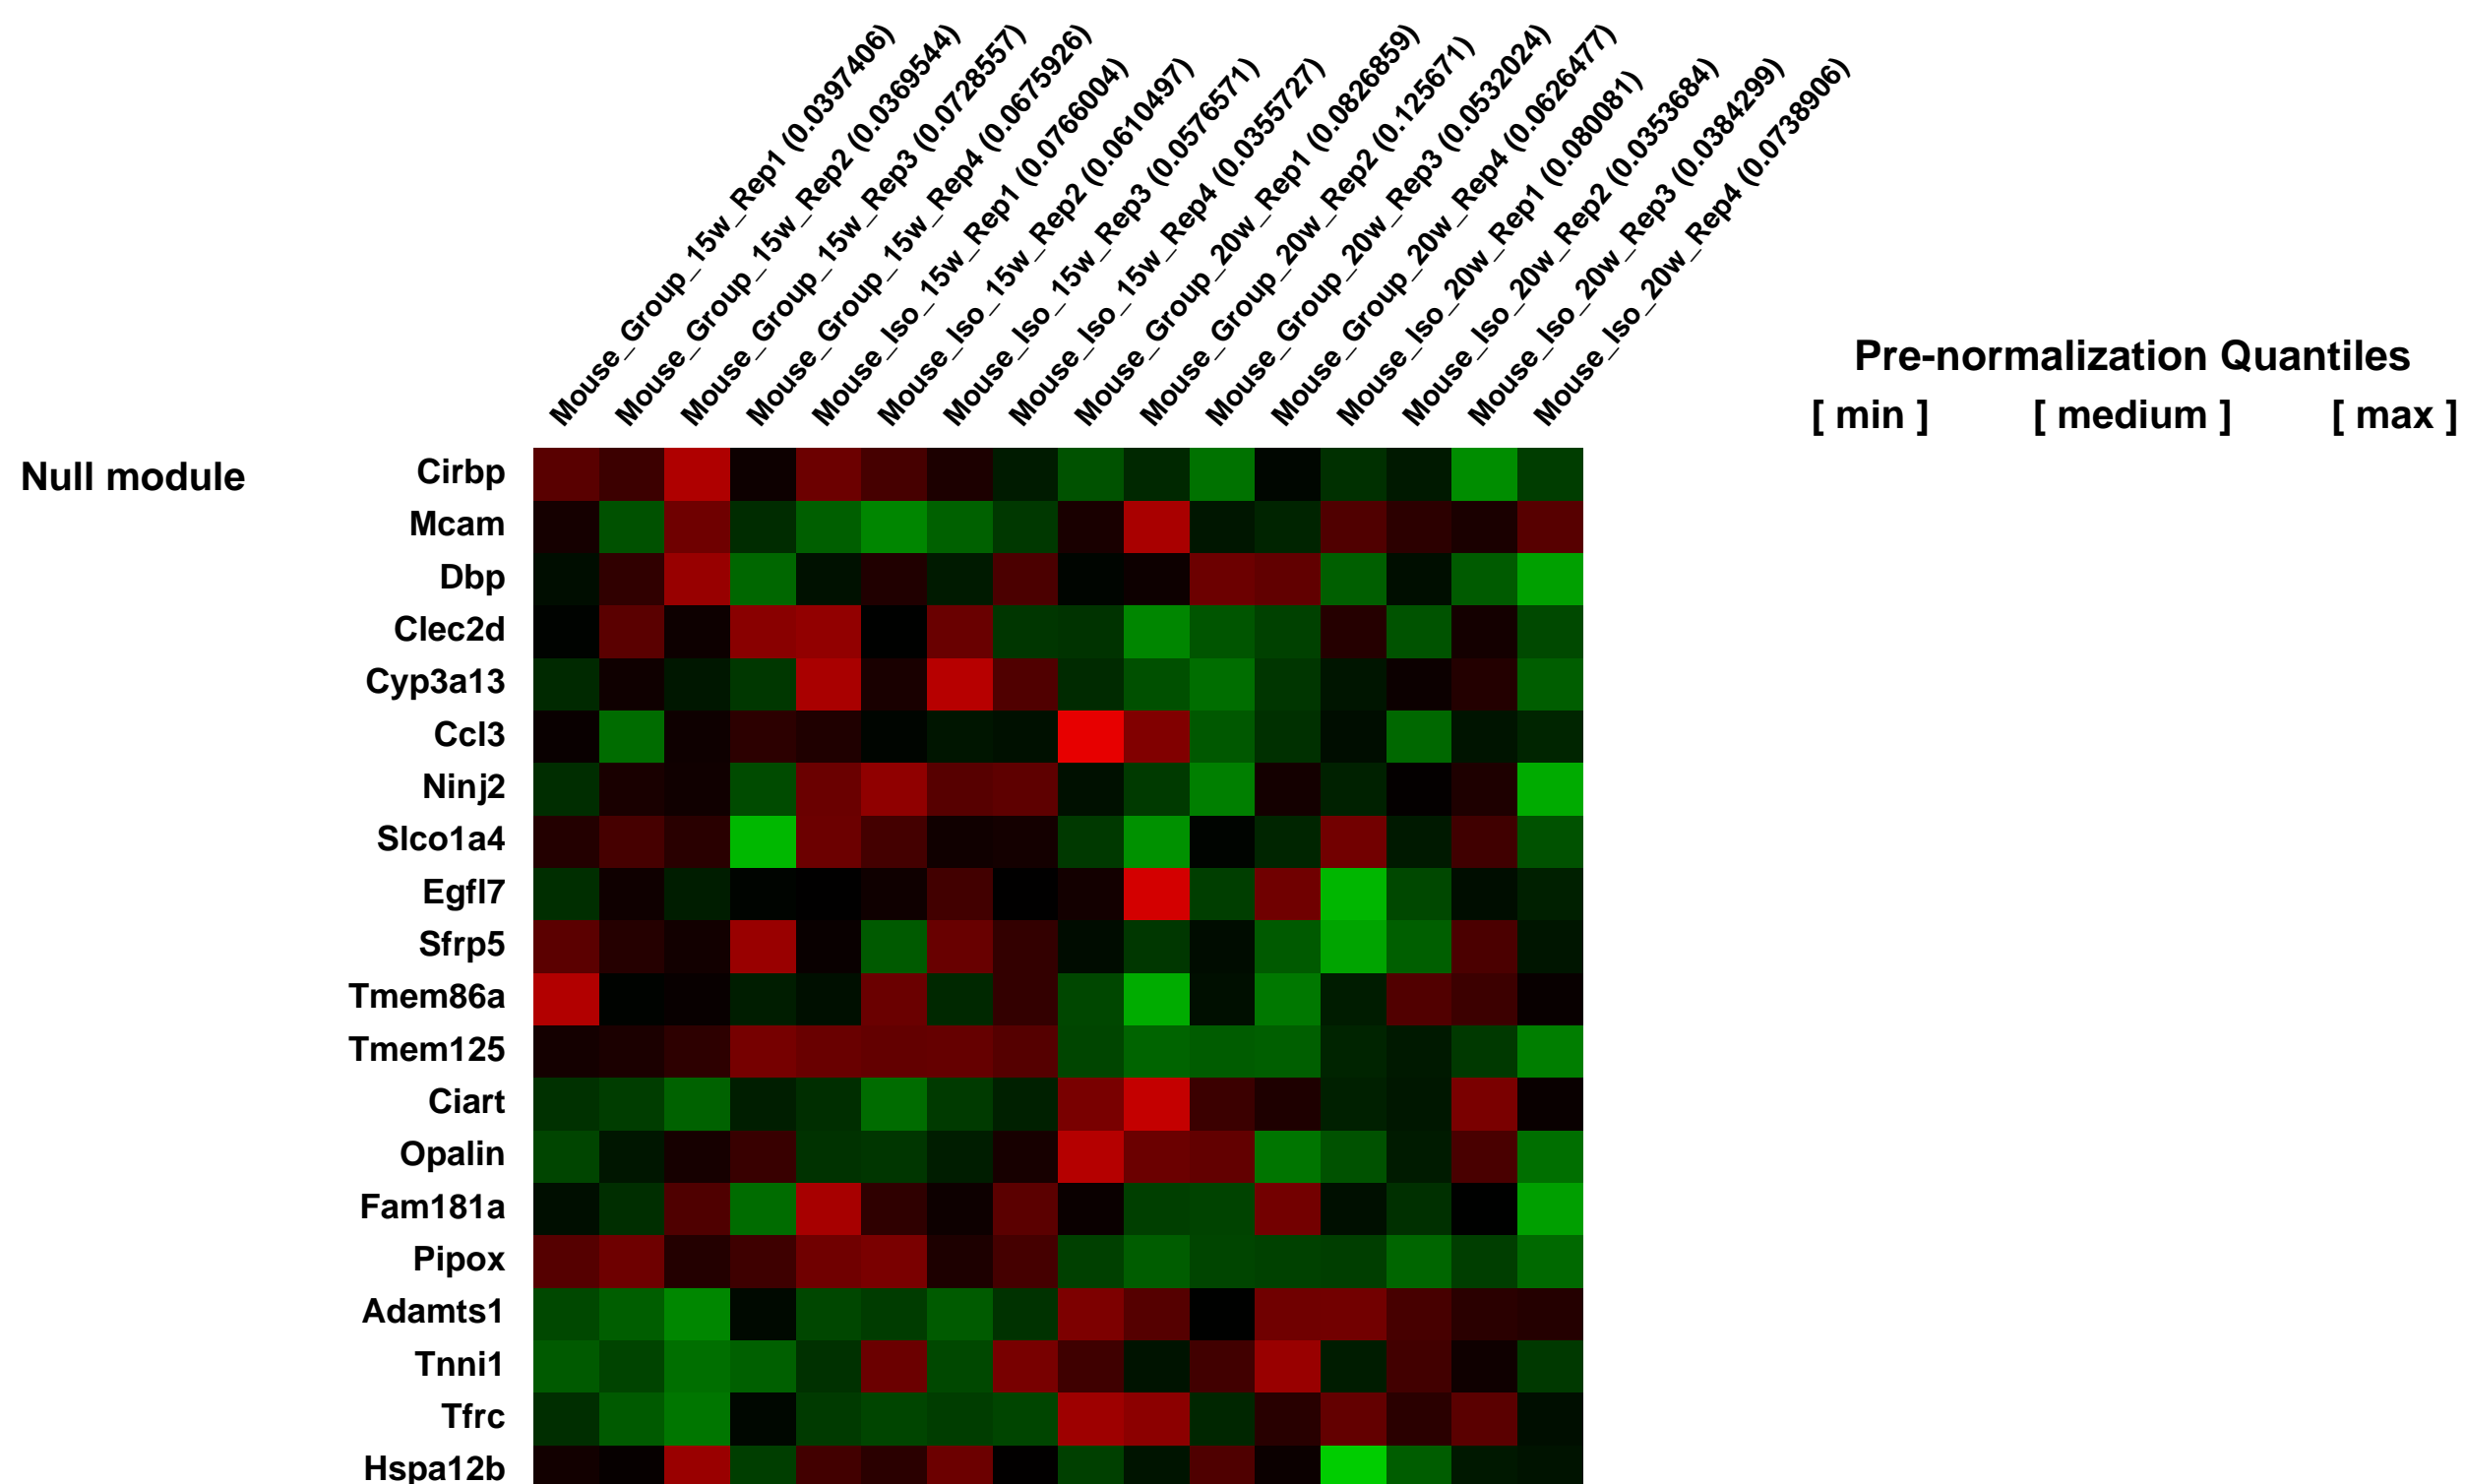 Mouse_Group_15w_Rep1 (0.0397406)
Mouse_Group_15w_Rep2 (0.0369544)
Mouse_Group_15w_Rep3 (0.0728557)
Mouse_Group_15w_Rep4 (0.0675926)
Mouse_Iso_15w_Rep1 (0.0766004)
Mouse_Iso_15w_Rep2 (0.0610497)
Mouse_Iso_15w_Rep3 (0.0576571)
Mouse_Iso_15w_Rep4 (0.0355727)
Mouse_Group_20w_Rep1 (0.0826859)
Mouse_Group_20w_Rep2 (0.125671)
Mouse_Group_20w_Rep3 (0.0532024)
Mouse_Group_20w_Rep4 (0.0626477)
Mouse_Iso_20w_Rep1 (0.080081)
Mouse_Iso_20w_Rep2 (0.0353684)
Mouse_Iso_20w_Rep3 (0.0384299)
Mouse_Iso_20w_Rep4 (0.0738906)
Pre-normalization Quantiles
[ min ] [ medium ] [ max ]
Null module
Cirbp
Mcam
Dbp
Clec2d
Cyp3a13
Ccl3
Ninj2
Slco1a4
Egfl7
Sfrp5
Tmem86a
Tmem125
Ciart
Opalin
Fam181a
Pipox
Adamts1
Tnni1
Tfrc
Hspa12b